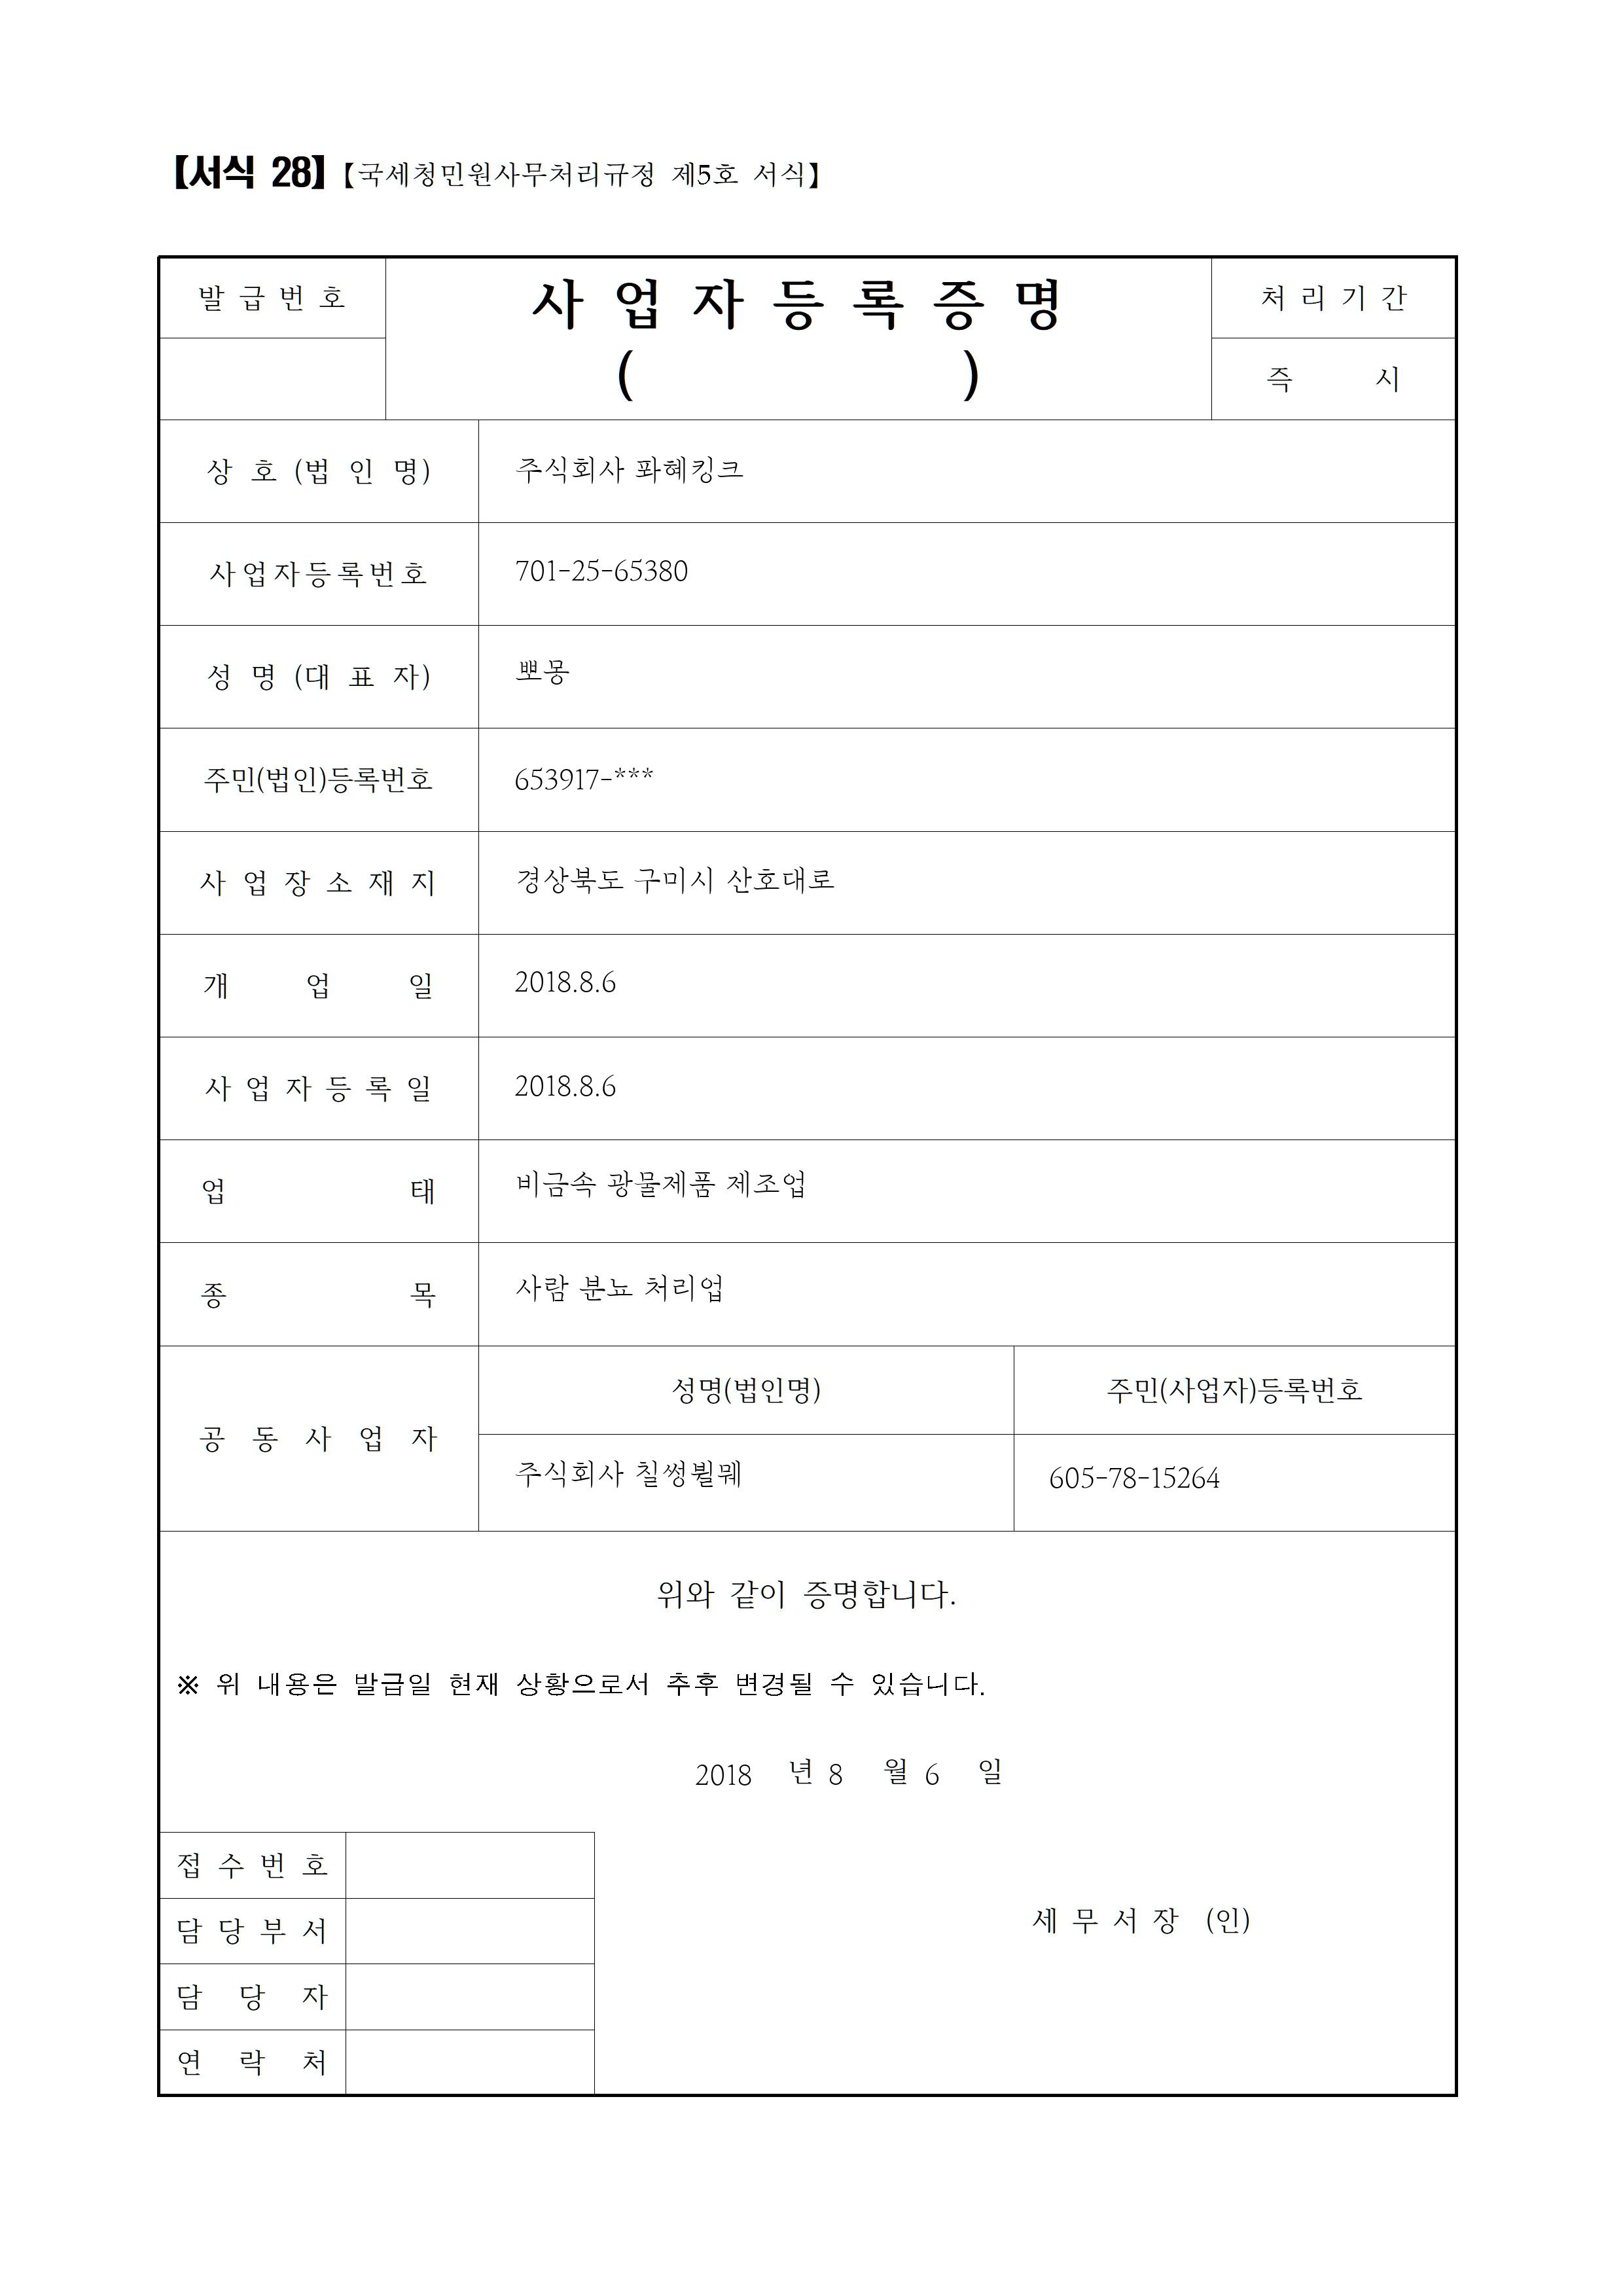 【서식 28】【국세청민원사무처리규정 제5호 서식】
발 급 번 호
사 업 자 등 록 증 명
( )
처 리 기 간
즉 시
상 호 (법 인 명) 주식회사 파혜킹크
사업자등록번호 701-25-65380
성 명 (대 표 자) 뽀몽
주민(법인)등록번호 653917-***
사 업 장 소 재 지 경상북도 구미시 산호대로
개 업 일 2018.8.6
사 업 자 등 록 일 2018.8.6
업 태 비금속 광물제품 제조업
종 목 사람 분뇨 처리업
공 동 사 업 자
성명(법인명) 주민(사업자)등록번호
주식회사 칠썽뷜몌 605-78-15264
위와 같이 증명합니다.
※ 위 내용은 발급일 현재 상황으로서 추후 변경될 수 있습니다.
2018 년 8 월 6 일
접 수 번 호
담 당 부 서
담 당 자
연 락 처
세 무 서 장 (인)